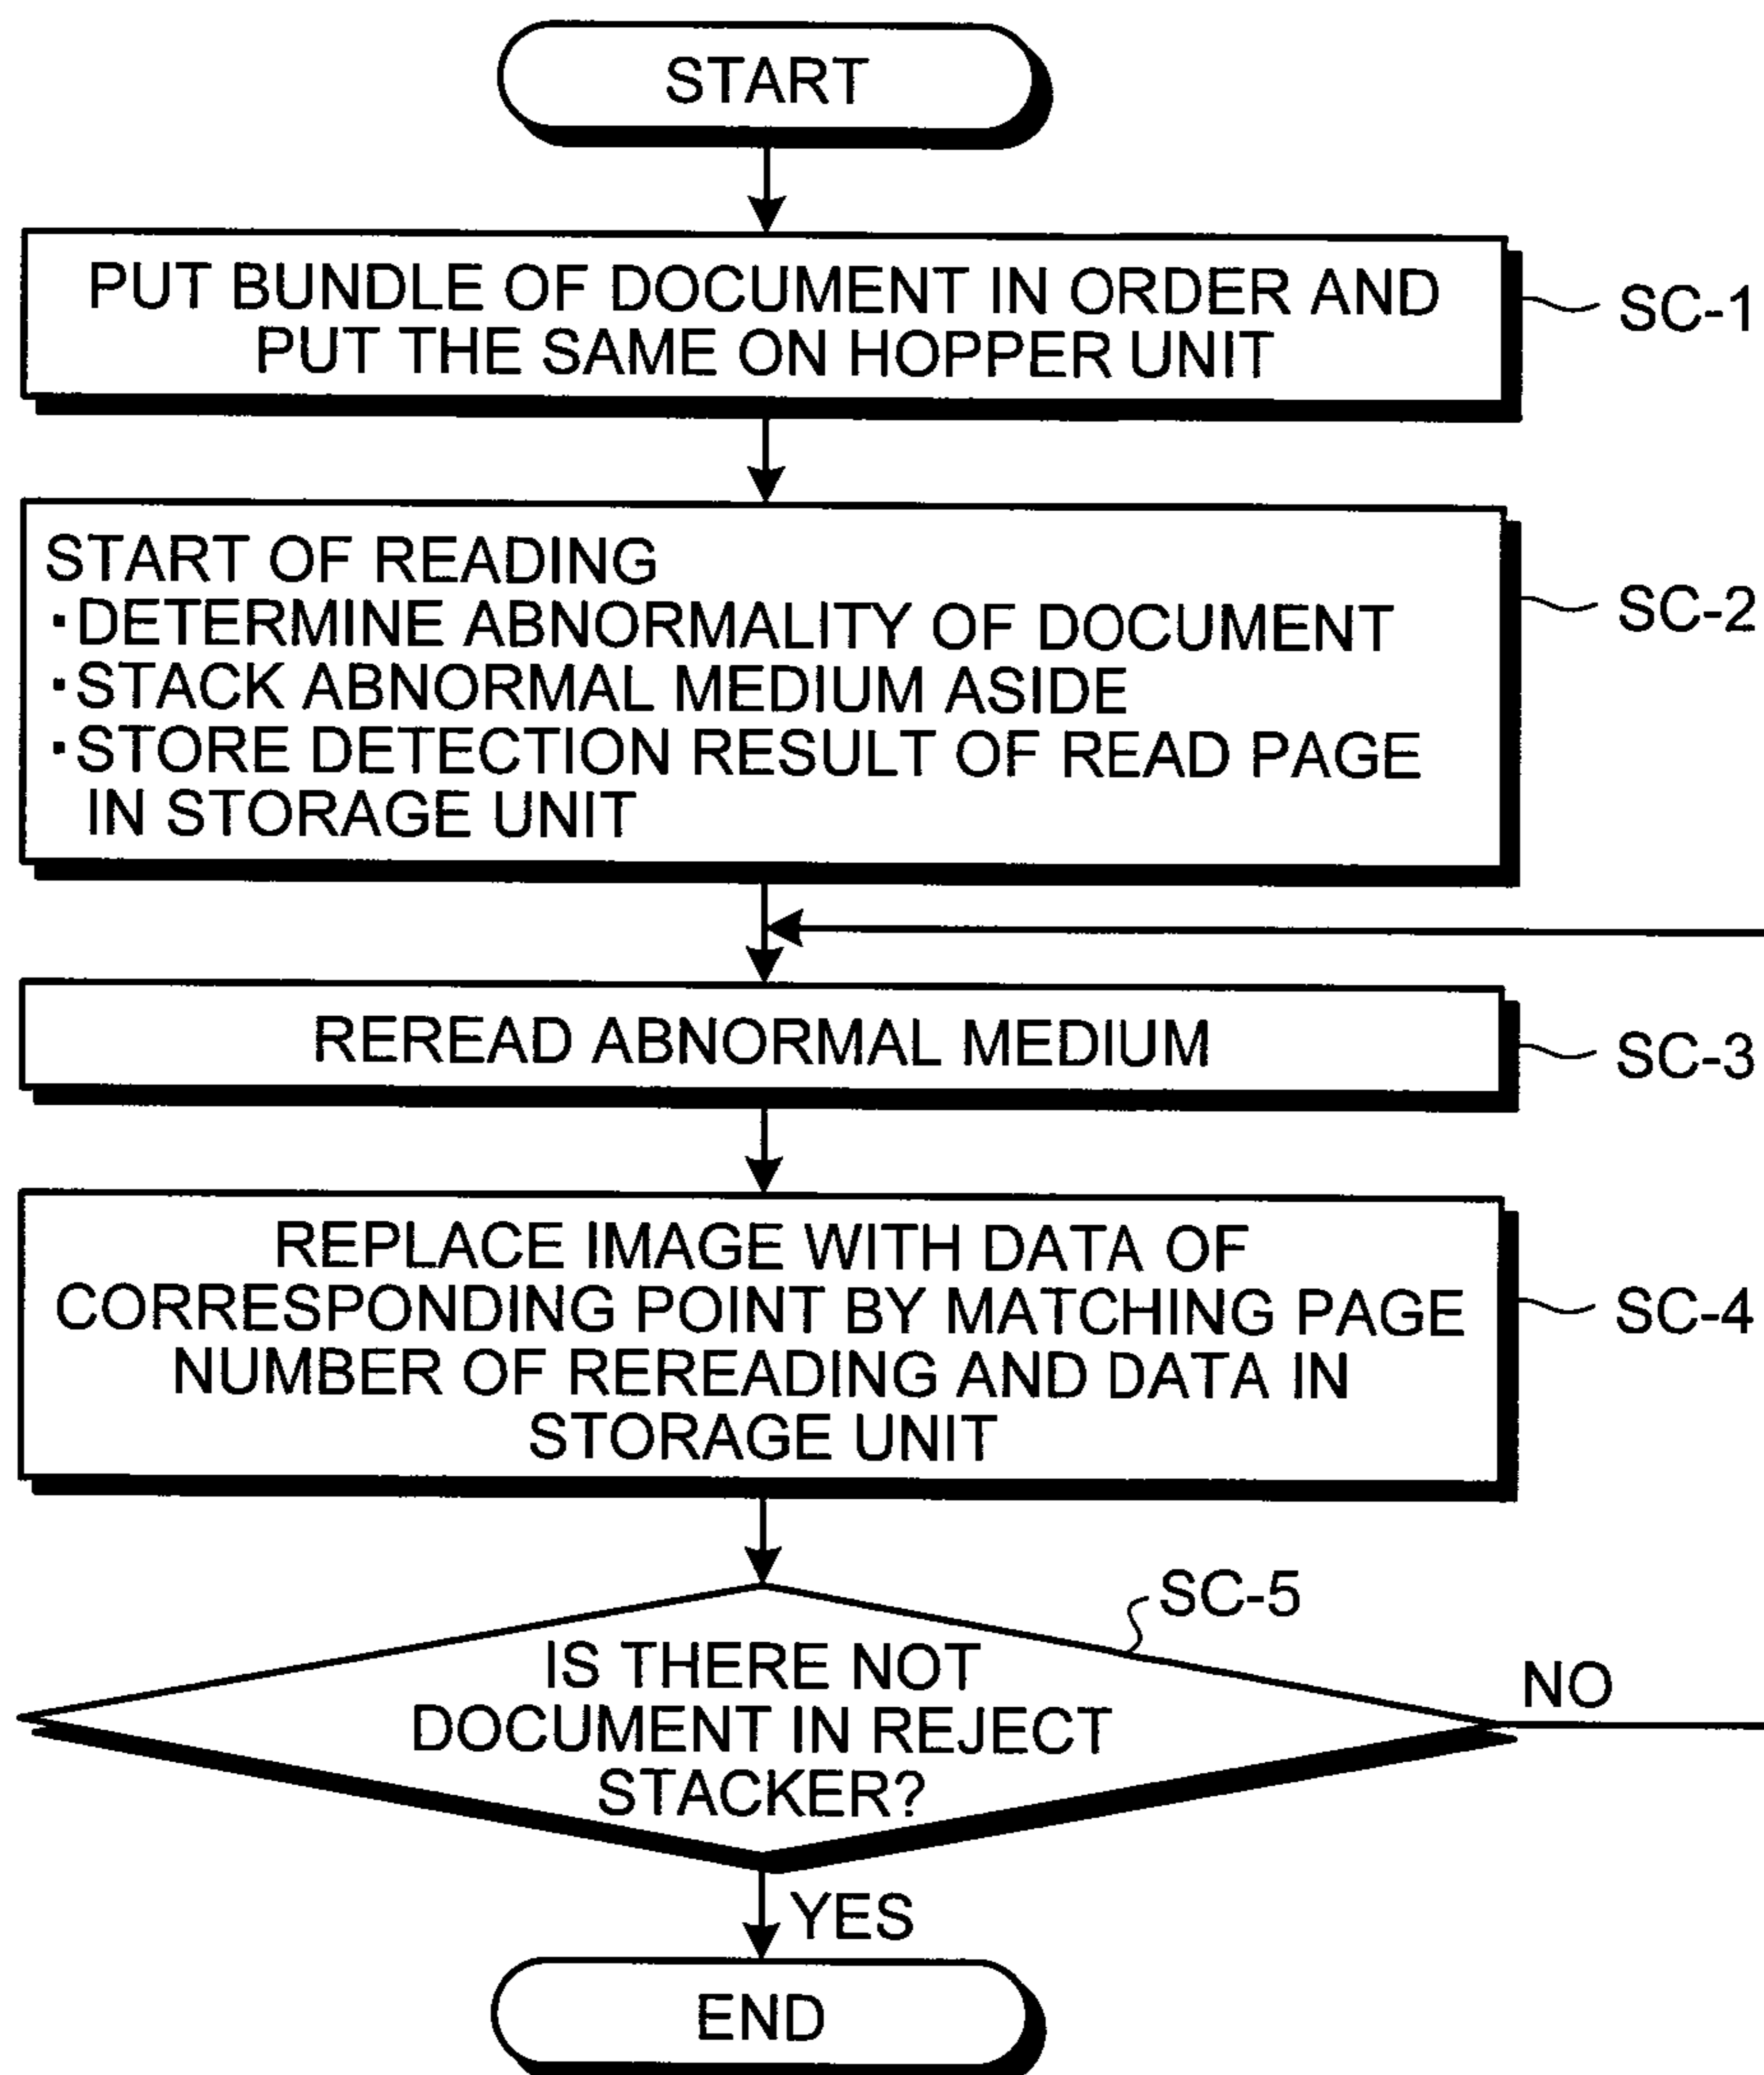 START
PUT BUNDLE OF DOCUMENT IN ORDER AND
PUT THE SAME ON HOPPER UNIT
SC-1
START OF READING
・DETERMINE ABNORMALITY OF DOCUMENT
・STACK ABNORMAL MEDIUM ASIDE
・STORE DETECTION RESULT OF READ PAGE
IN STORAGE UNIT
SC-2
REREAD ABNORMAL MEDIUM
SC-3
REPLACE IMAGE WITH DATA OF
CORRESPONDING POINT BY MATCHING PAGE
NUMBER OF REREADING AND DATA IN
STORAGE UNIT
SC-4
SC-5
IS THERE NOT
DOCUMENT IN REJECT
STACKER?
NO
YES
END